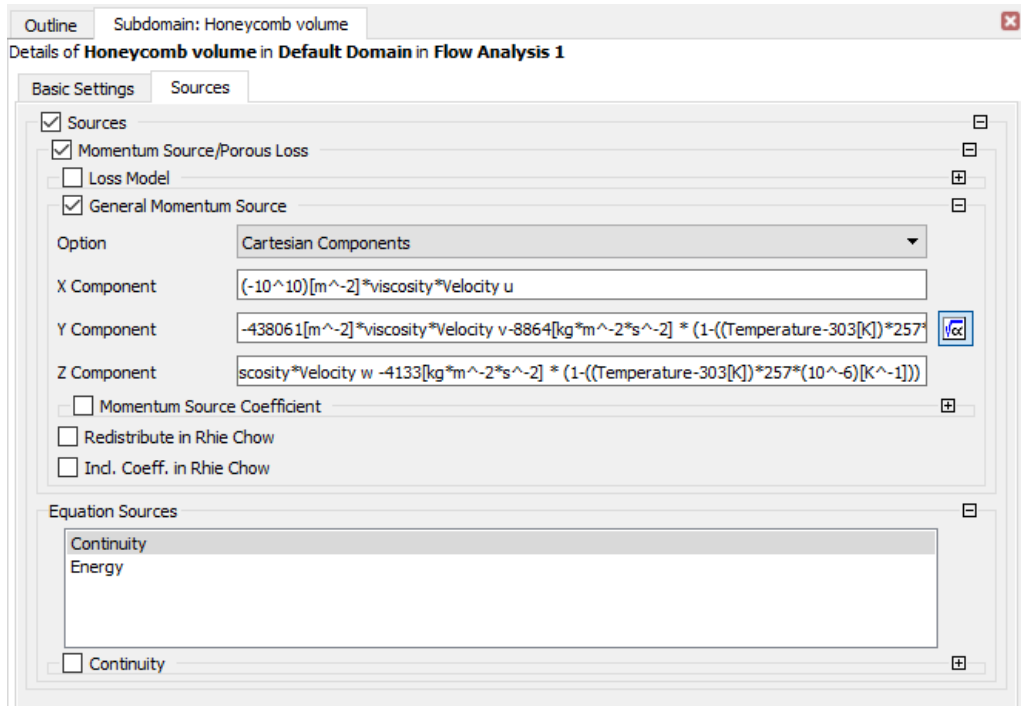 Outline Subdomain: Honeycomb volume
Details of Honeycomb volume in Default Domain in Flow Analysis 1
Basic Settings Sources
Sources
Momentum Source/Porous Loss
Loss Model
General Momentum Source
Option Cartesian Components
X Component (-10^10)[m^-2]*viscosity*Velocity u
Y Component -438061[m^-2]*viscosity*Velocity v-8864[kg*m^-2*s^-2] * (1-((Temperature-303[K])*257*
Z Component scosity*Velocity w -4133[kg*m^-2*s^-2] * (1-((Temperature-303[K])*257*(10^-6)[K^-1]))
Momentum Source Coefficient
Redistribute in Rhie Chow
Incl. Coeff. in Rhie Chow
Equation Sources
Continuity
Energy
Continuity